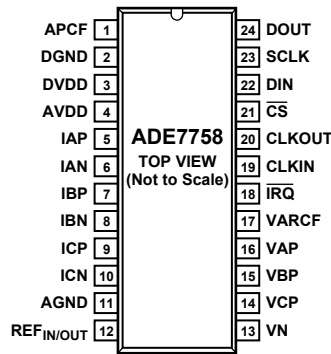 APCF 1
DGND 2
DVDD 3
AVDD 4
IAP 5
IAN 6
IBP 7
IBN 8
ICP 9
ICN 10
AGND 11
REFIN/OUT 12
ADE7758
TOP VIEW
(Not to Scale)
24 DOUT
23 SCLK
22 DIN
21 CS
20 CLKOUT
19 CLKIN
18 IRQ
17 VARCF
16 VAP
15 VBP
14 VCP
13 VN